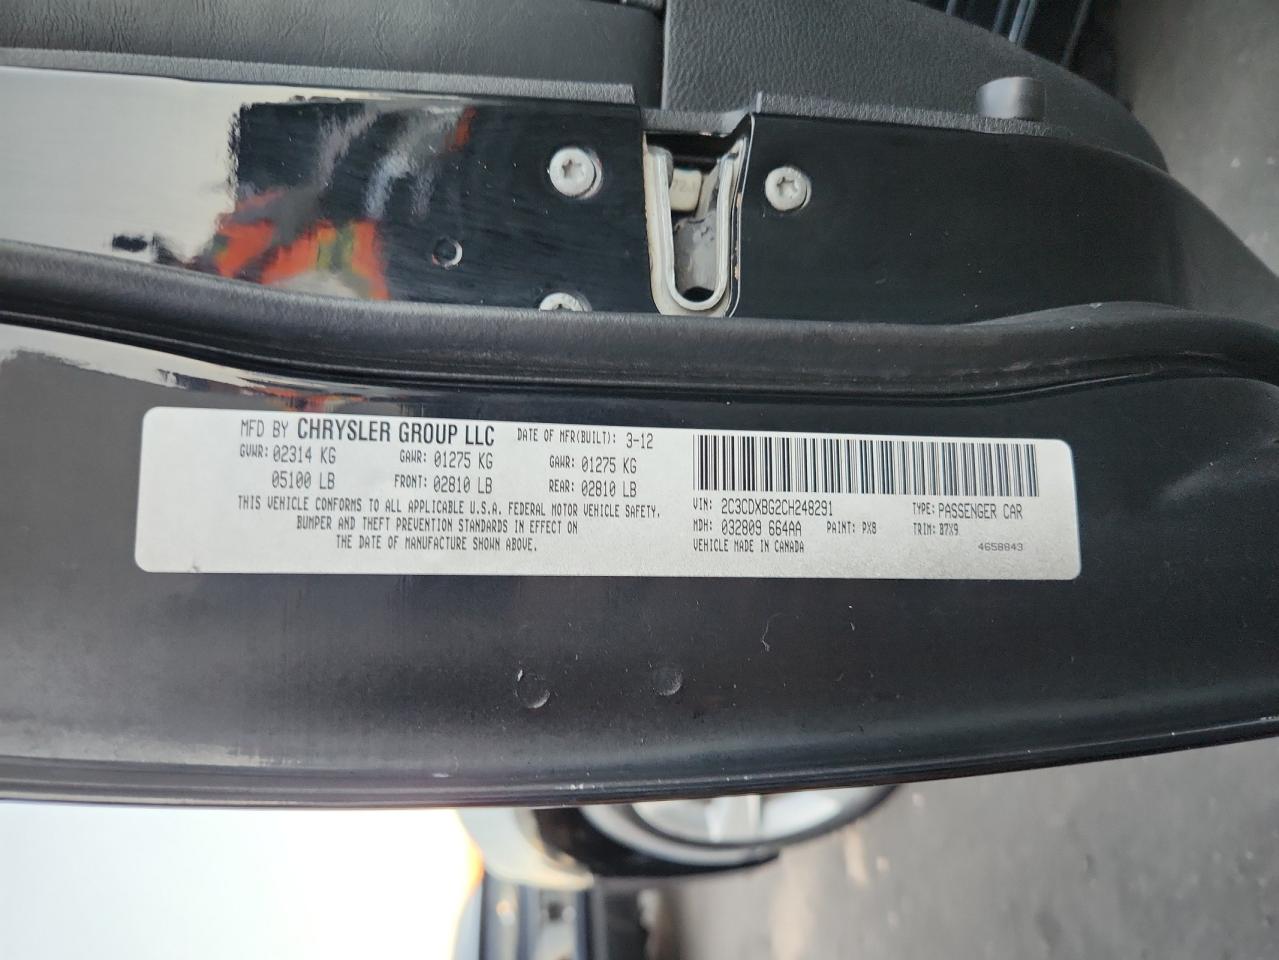 MFD BY CHRYSLER GROUP LLC DATE OF MFR(BUILT): 3-12
GVWR: 02314 KG GAWR: 01275 KG GAWR: 01275 KG
05100 LB FRONT: 02810 LB REAR: 02810 LB
THIS VEHICLE CONFORMS TO ALL APPLICABLE U.S.A. FEDERAL MOTOR VEHICLE SAFETY,
BUMPER AND THEFT PREVENTION STANDARDS IN EFFECT ON
THE DATE OF MANUFACTURE SHOWN ABOVE.
VIN: 2C3CDXBG2CH248291 TYPE: PASSENGER CAR
MDH: 032809 664AA PAINT: PX8 TRIM: B7X9
VEHICLE MADE IN CANADA 4658843